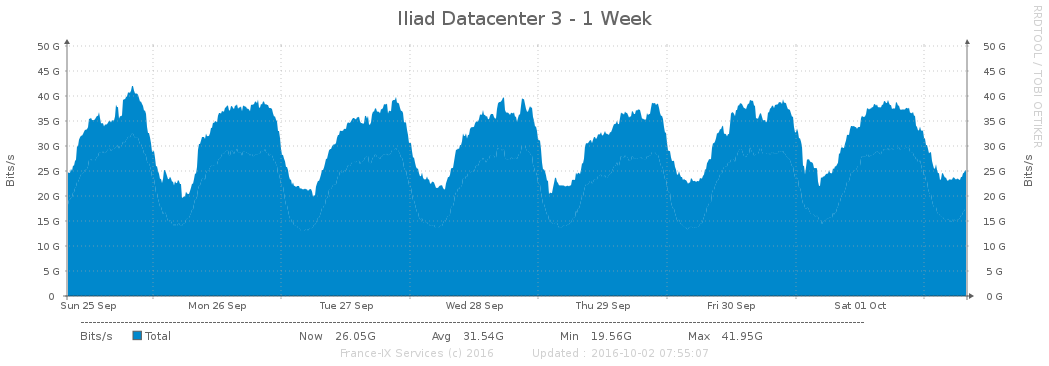 Iliad Datacenter 3 - 1 Week
RRDTOOL / TOBI OETIKER
Bits/s
50 G 50 G
45 G 45 G
40 G 40 G
35 G 35 G
30 G 30 G
25 G 25 G
20 G 20 G
15 G 15 G
10 G 10 G
5 G 5 G
0 0 G
Bits/s
Sun 25 Sep Mon 26 Sep Tue 27 Sep Wed 28 Sep Thu 29 Sep Fri 30 Sep Sat 01 Oct
Bits/s Total Now 26.05G Avg 31.54G Min 19.56G Max 41.95G
France-IX Services (c) 2016 Updated : 2016-10-02 07:55:07